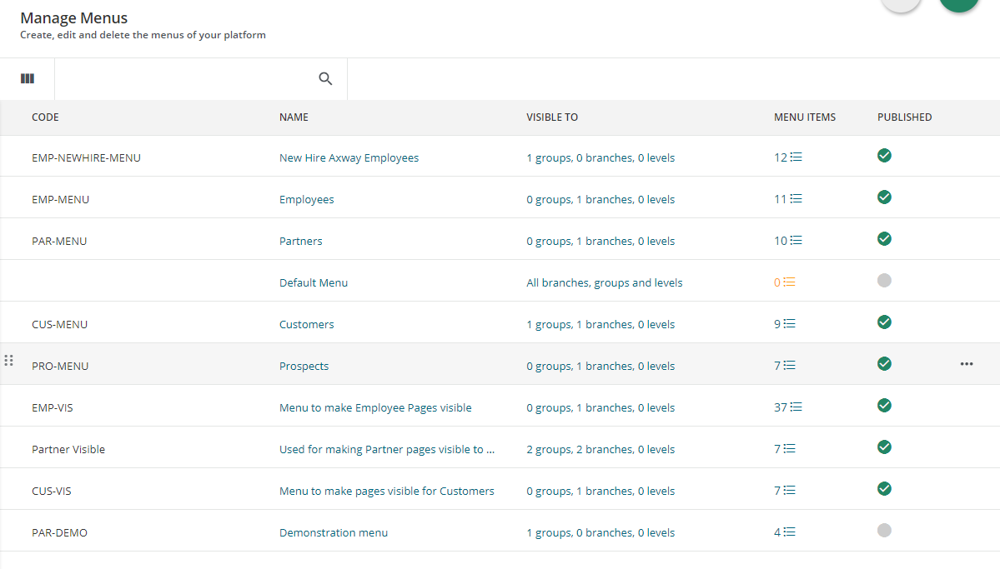 Manage Menus
Create, edit and delete the menus of your platform
CODE NAME VISIBLE TO MENU ITEMS PUBLISHED
EMP-NEWHIRE-MENU New Hire Axway Employees 1 groups, 0 branches, 0 levels 12
EMP-MENU Employees 0 groups, 1 branches, 0 levels 11
PAR-MENU Partners 0 groups, 1 branches, 0 levels 10
Default Menu All branches, groups and levels 0
CUS-MENU Customers 1 groups, 1 branches, 0 levels 9
PRO-MENU Prospects 0 groups, 1 branches, 0 levels 7
EMP-VIS Menu to make Employee Pages visible 0 groups, 1 branches, 0 levels 37
Partner Visible Used for making Partner pages visible to ... 2 groups, 2 branches, 0 levels 7
CUS-VIS Menu to make pages visible for Customers 0 groups, 1 branches, 0 levels 7
PAR-DEMO Demonstration menu 1 groups, 0 branches, 0 levels 4